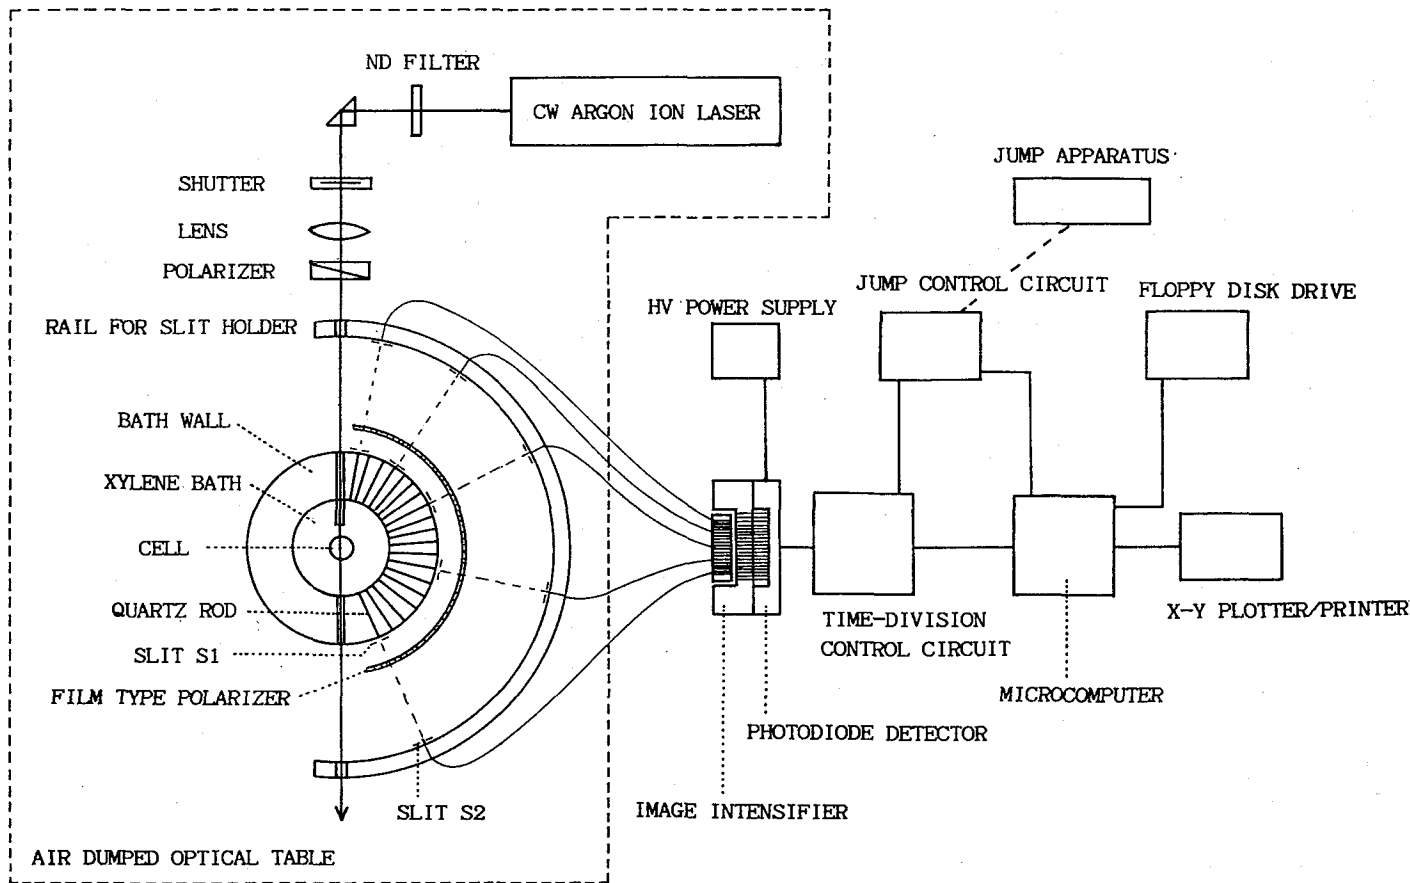 ND FILTER
CW ARGON ION LASER
JUMP APPARATUS
SHUTTER
LENS
POLARIZER
JUMP CONTROL CIRCUIT
FLOPPY DISK DRIVE
HV POWER SUPPLY
RAIL FOR SLIT HOLDER
BATH WALL
XYLENE BATH
CELL
QUARTZ ROD
X-Y PLOTTER/PRINTER
TIME-DIVISION
CONTROL CIRCUIT
SLIT S1
FILM TYPE POLARIZER
MICROCOMPUTER
PHOTODIODE DETECTOR
SLIT S2
IMAGE INTENSIFIER
AIR DUMPED OPTICAL TABLE